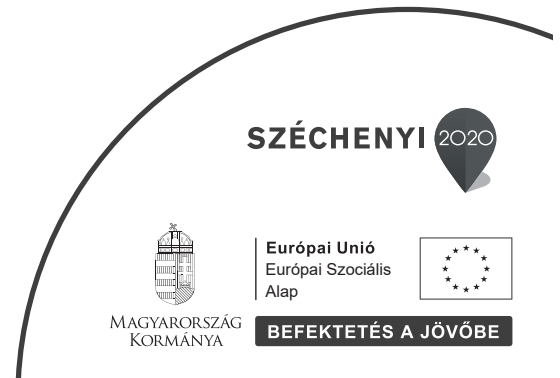 SZÉCHENYI 2020
Európai Unió
Európai Szociális
Alap
MAGYARORSZÁG
KORMÁNYA
BEFEKTETÉS A JÖVŐBE